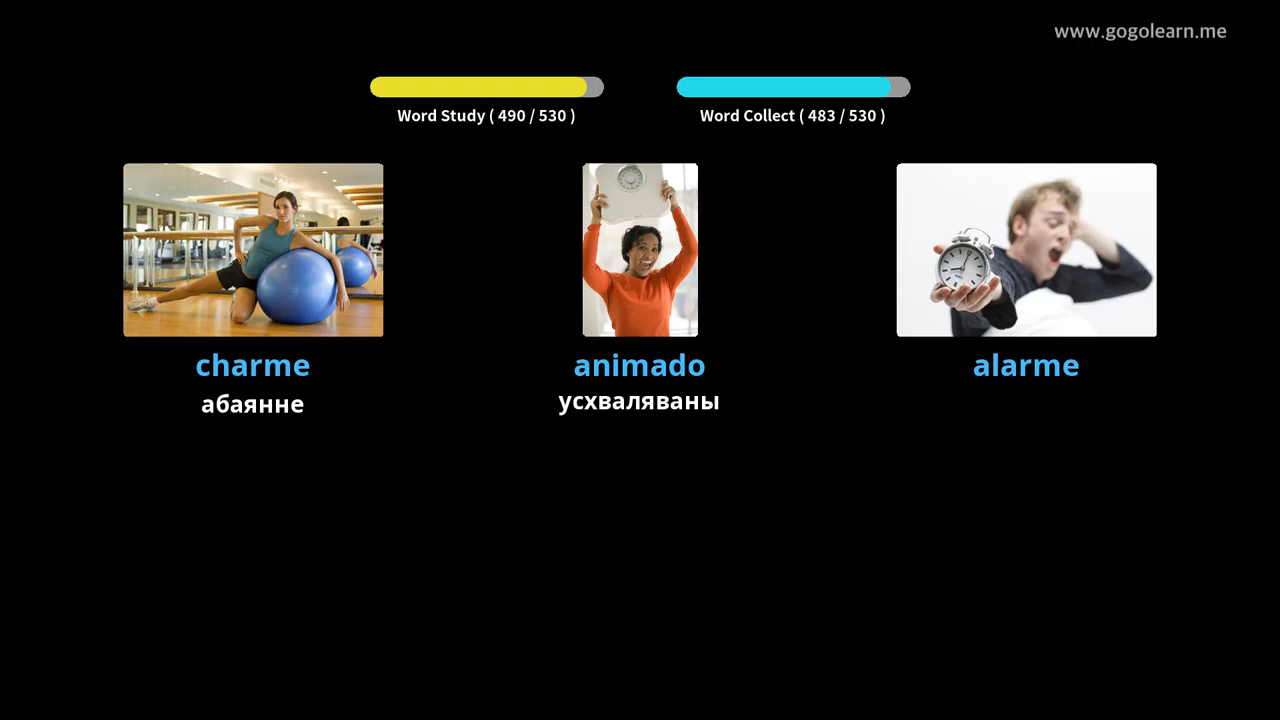 www.gogolearn.me
Word Study ( 490 / 530 )
Word Collect ( 483 / 530 )
charme
абаянне
animado
усхваляваны
alarme